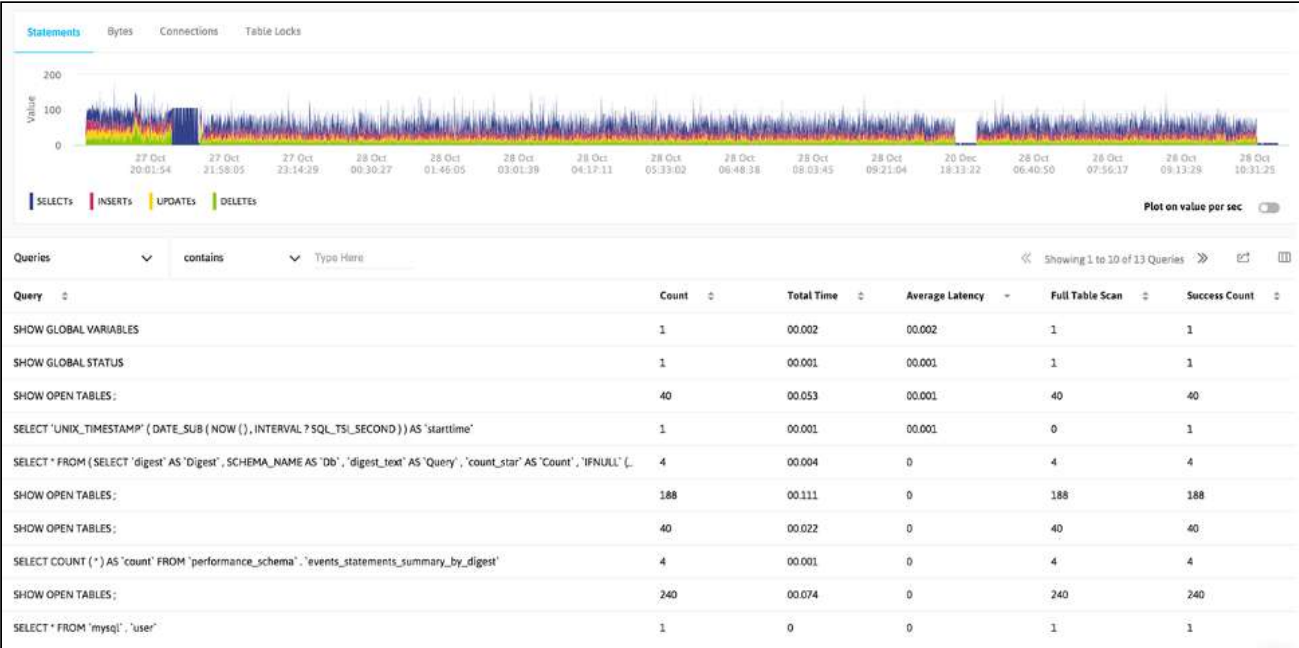 Statements Bytes Connections Table Locks
200
Value
100
0
27 Oct 27 Oct 27 Oct 28 Oct 28 Oct 28 Oct 28 Oct 28 Oct 28 Oct 28 Oct 28 Oct 20 Dec 28 Oct 28 Oct 28 Oct 28 Oct
20:01:54 21:58:05 23:14:29 00:30:27 01:46:05 03:01:39 04:17:11 05:33:02 06:48:38 08:03:45 09:21:04 18:13:22 06:40:50 07:56:17 09:13:29 10:31:25
SELECTs INSERTs UPDATEs DELETEs
Plot on value per sec
Queries contains Type Here Showing 1 to 10 of 13 Queries
Query Count Total Time Average Latency Full Table Scan Success Count
SHOW GLOBAL VARIABLES 1 00.002 00.002 1 1
SHOW GLOBAL STATUS 1 00.001 00.001 1 1
SHOW OPEN TABLES ; 40 00.053 00.001 40 40
SELECT `UNIX_TIMESTAMP` ( DATE_SUB ( NOW ( ) , INTERVAL ? SQL_TSI_SECOND ) ) AS `starttime` 1 00.001 00.001 0 1
SELECT * FROM ( SELECT `digest` AS `Digest` , SCHEMA_NAME AS `Db` , `digest_text` AS `Query` , `count_star` AS `Count` , `IFNULL` (... 4 00.004 0 4 4
SHOW OPEN TABLES ; 188 00.111 0 188 188
SHOW OPEN TABLES ; 40 00.022 0 40 40
SELECT COUNT ( * ) AS `count` FROM `performance_schema` . `events_statements_summary_by_digest` 4 00.001 0 4 4
SHOW OPEN TABLES ; 240 00.074 0 240 240
SELECT * FROM `mysql` . `user` 1 0 0 1 1